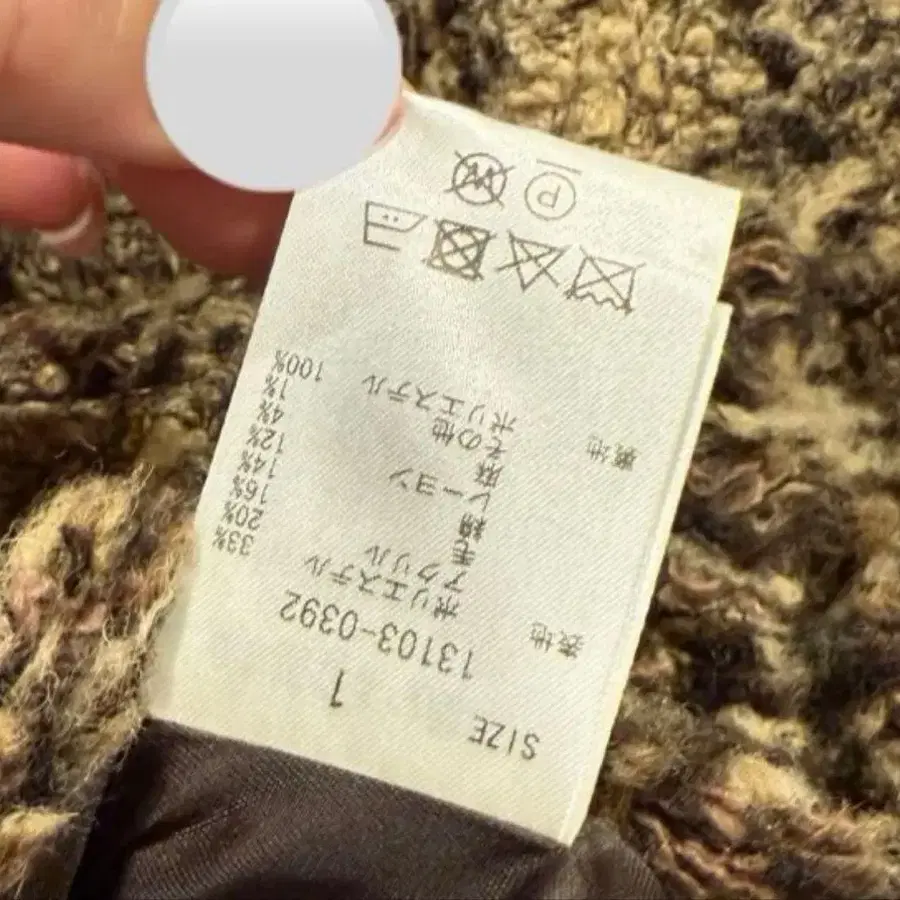 SIZE 1
13103-0392
表地 ポリエステル 33%
アクリル 20%
毛 16%
綿 14%
レーヨン 12%
麻 4%
その他 1%
裏地 ポリエステル 100%
P W